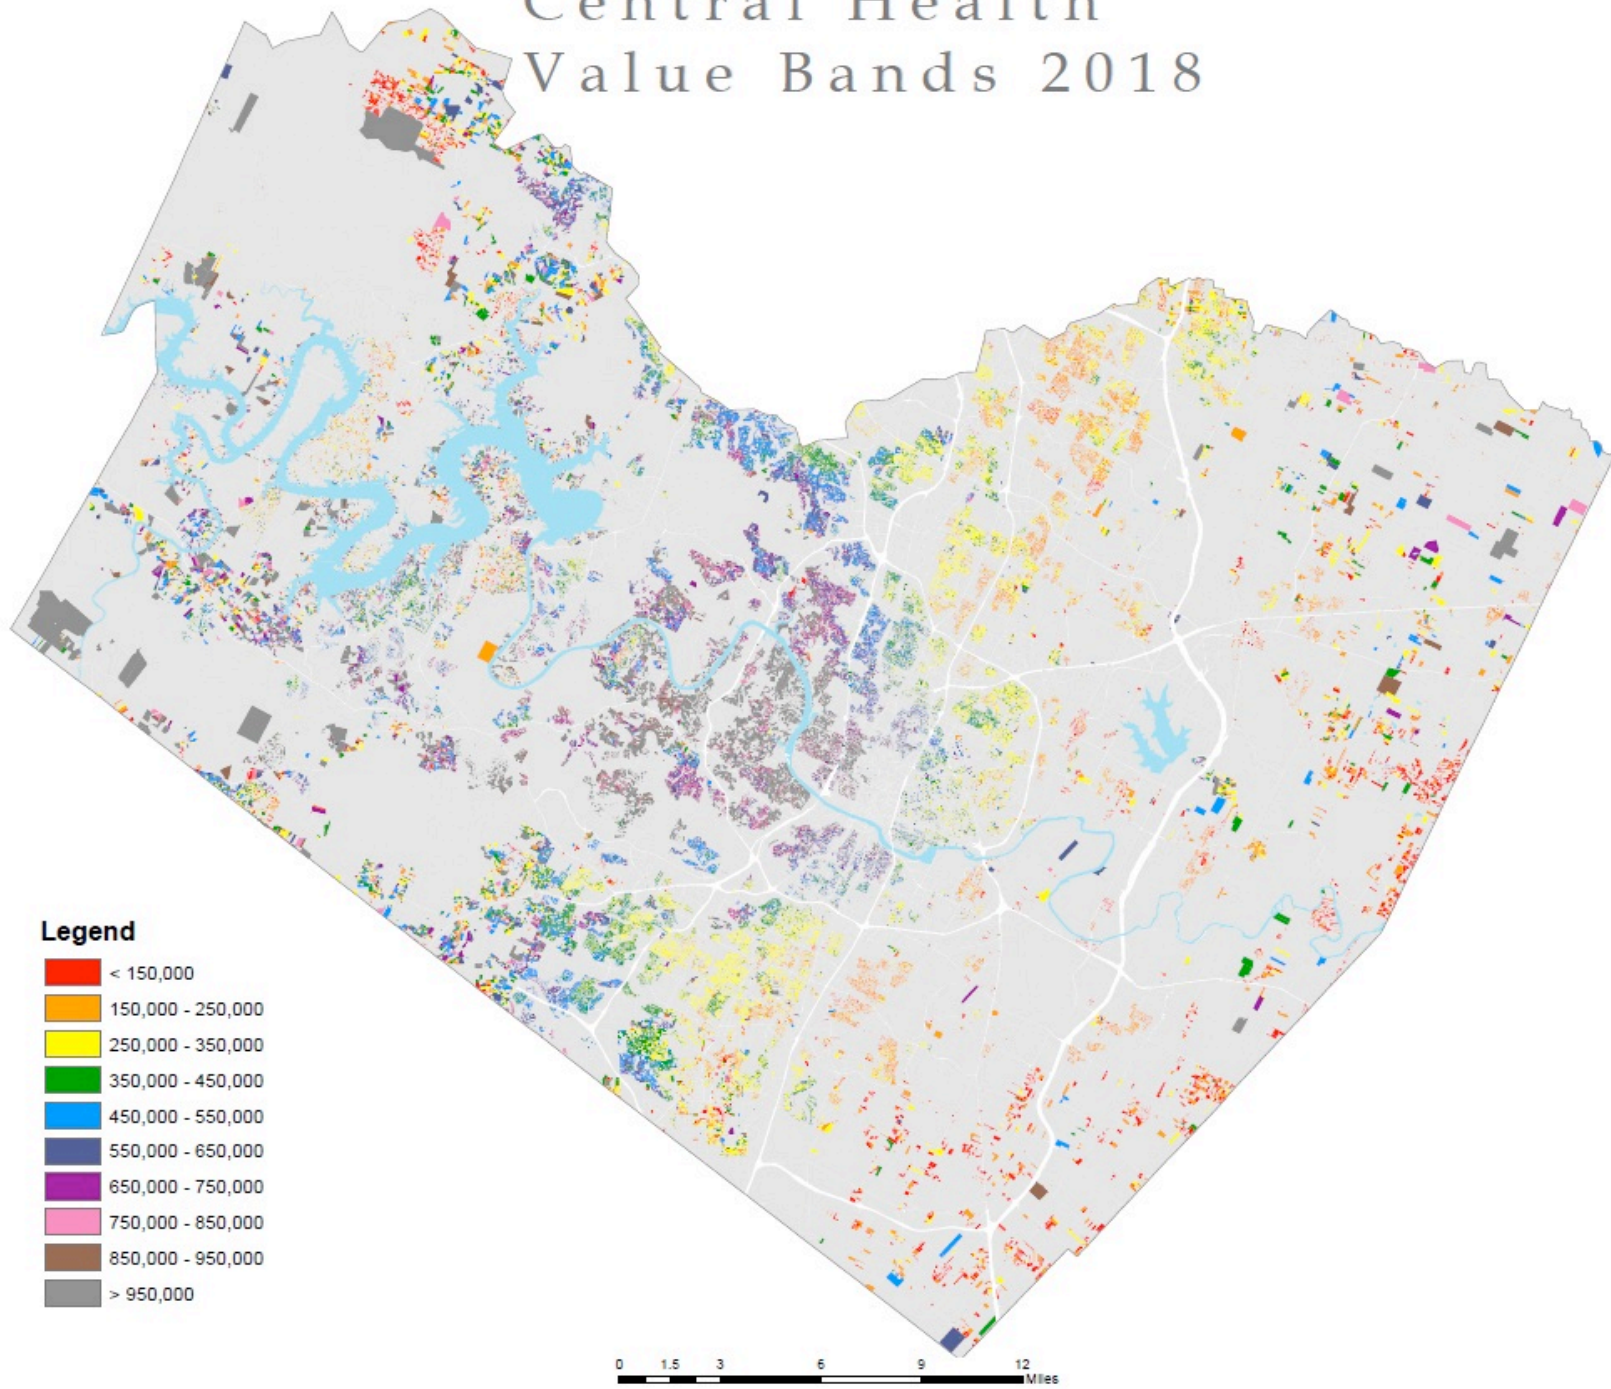 Central Health
Value Bands 2018
Legend
< 150,000
150,000 - 250,000
250,000 - 350,000
350,000 - 450,000
450,000 - 550,000
550,000 - 650,000
650,000 - 750,000
750,000 - 850,000
850,000 - 950,000
> 950,000
0 1.5 3 6 9 12
Miles